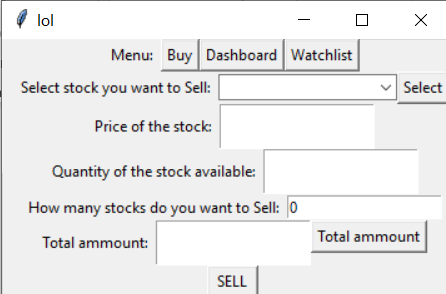 lol
Menu: Buy Dashboard Watchlist
Select stock you want to Sell: Select
Price of the stock:
Quantity of the stock available:
How many stocks do you want to Sell: 0
Total ammount: Total ammount
SELL